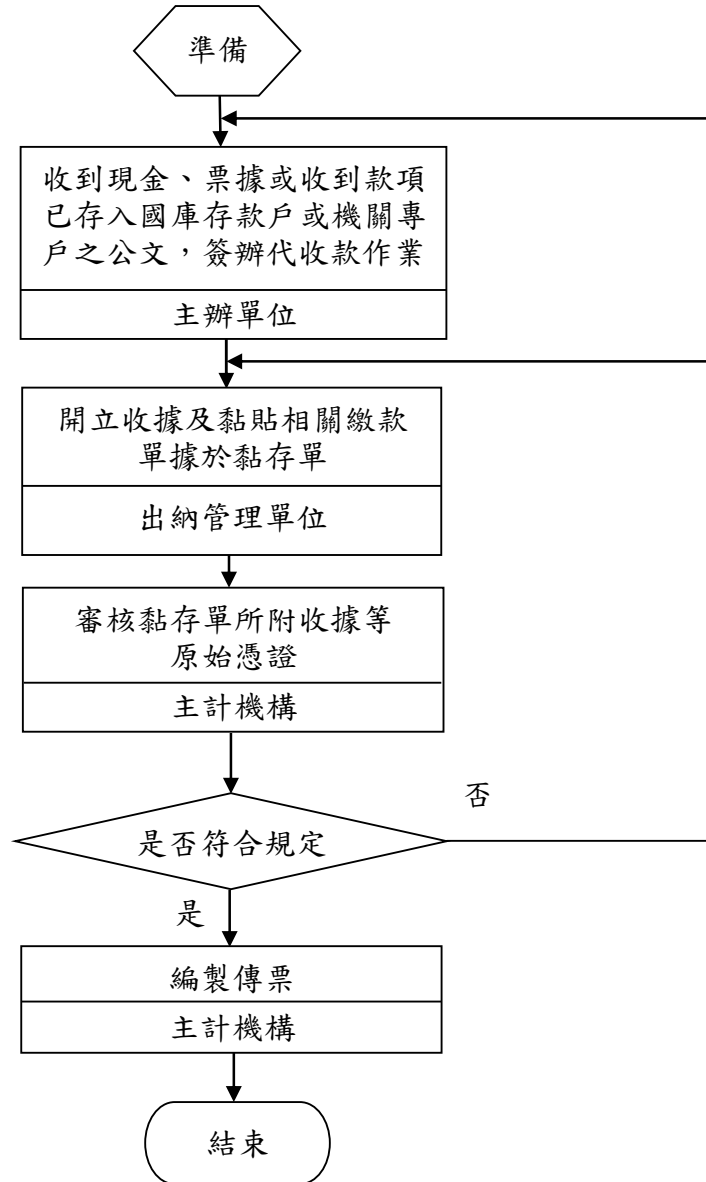 準備
收到現金、票據或收到款項
已存入國庫存款戶或機關專
戶之公文，簽辦代收款作業
主辦單位
開立收據及黏貼相關繳款
單據於黏存單
出納管理單位
審核黏存單所附收據等
原始憑證
主計機構
否
是否符合規定
是
編製傳票
主計機構
結束